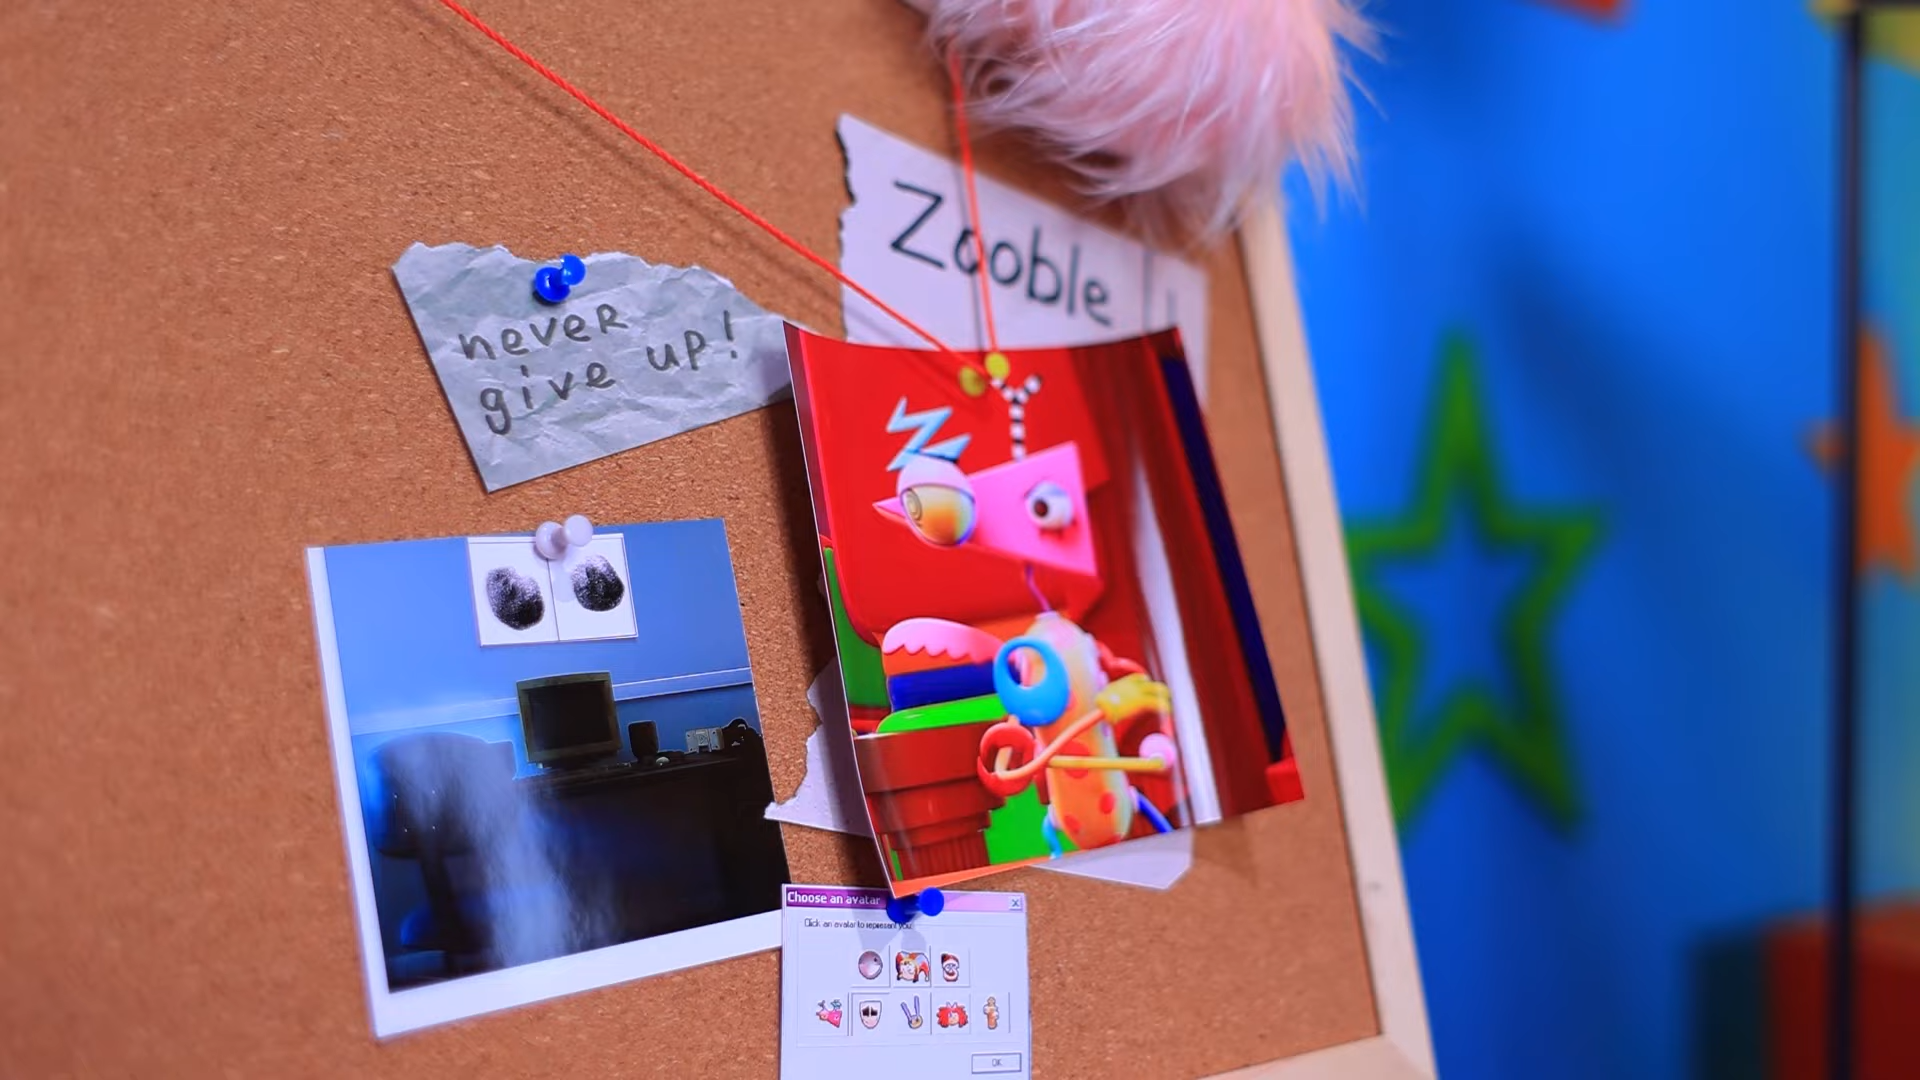 Zooble
never
give up!
Choose an avatar
Click an avatar to represent you.
OK